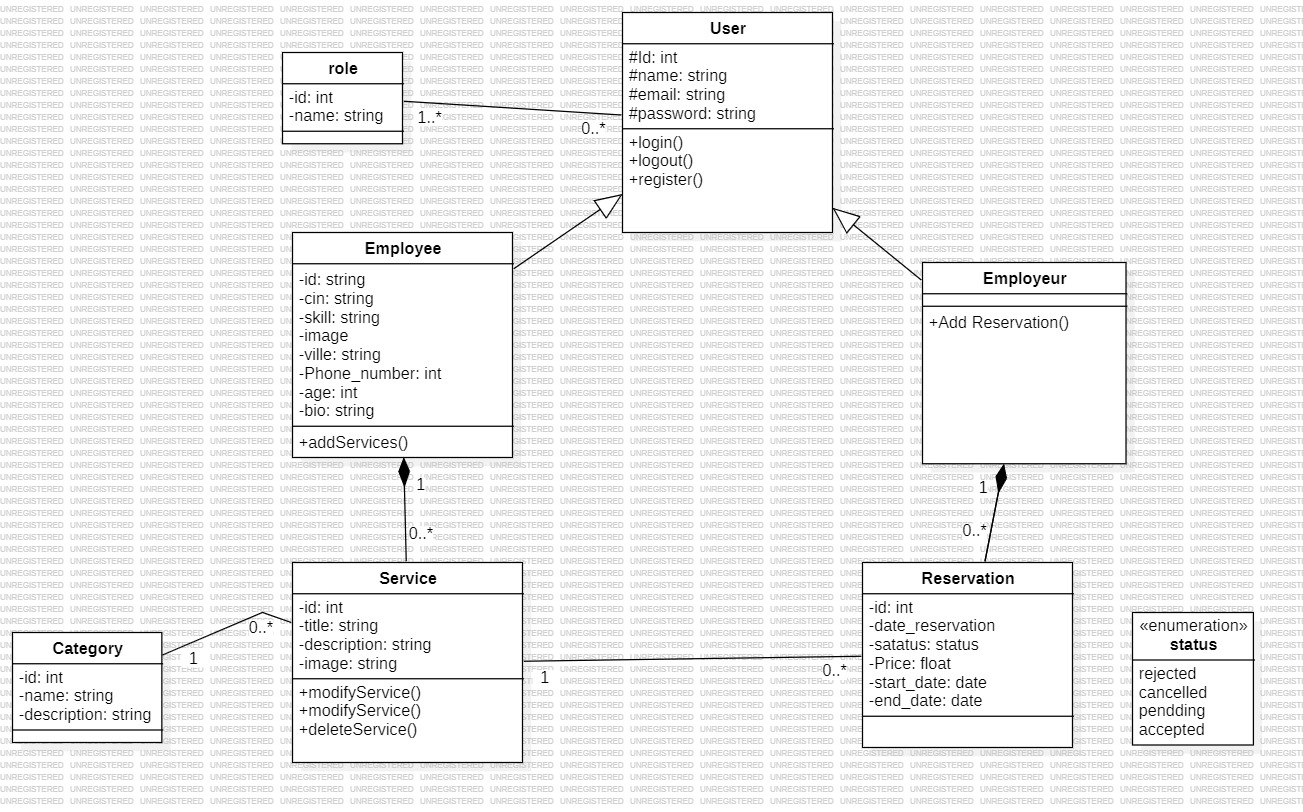 User
#Id: int
#name: string
#email: string
#password: string
+login()
+logout()
+register()
role
-id: int
-name: string
1..*
0..*
Employee
-id: string
-cin: string
-skill: string
-image
-ville: string
-Phone_number: int
-age: int
-bio: string
+addServices()
Employeur
+Add Reservation()
1
0..*
1
0..*
Service
-id: int
-title: string
-description: string
-image: string
+modifyService()
+modifyService()
+deleteService()
Reservation
-id: int
-date_reservation
-satatus: status
-Price: float
-start_date: date
-end_date: date
Category
-id: int
-name: string
-description: string
0..*
1
1
0..*
«enumeration»
status
rejected
cancelled
pendding
accepted
UNREGISTERED